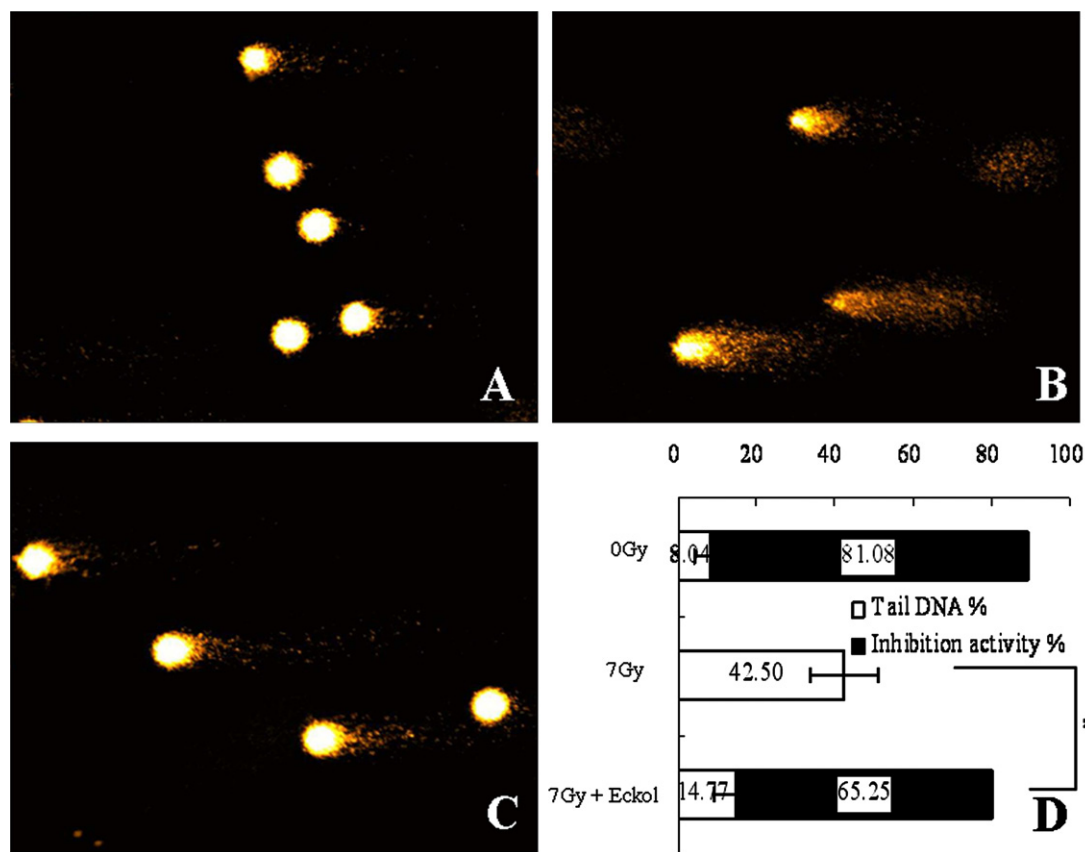 A
B
C
0 20 40 60 80 100
0Gy
8.04
81.08
Tail DNA %
Inhibition activity %
7Gy
42.50
7Gy + Eckol
14.77
65.25
D